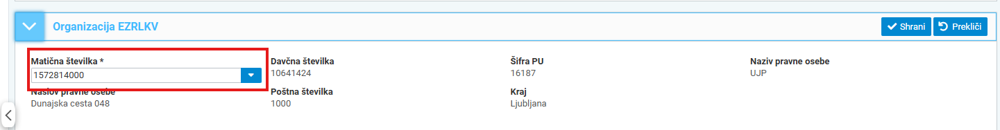 Organizacija EZRLKV
Shrani
Prekliči
Matična številka *
Davčna številka
Šifra PU
Naziv pravne osebe
1572814000
10641424
16187
UJP
Naslov pravne osebe
Poštna številka
Kraj
Dunajska cesta 048
1000
Ljubljana